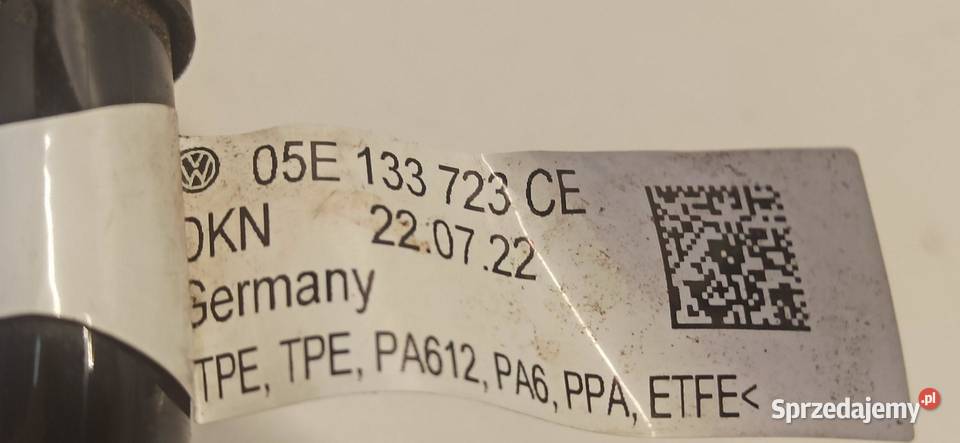 05E 133 723 CE
DKN 22.07.22
Germany
TPE, TPE, PA612, PA6, PPA, ETFE<
Sprzedajemy.pl